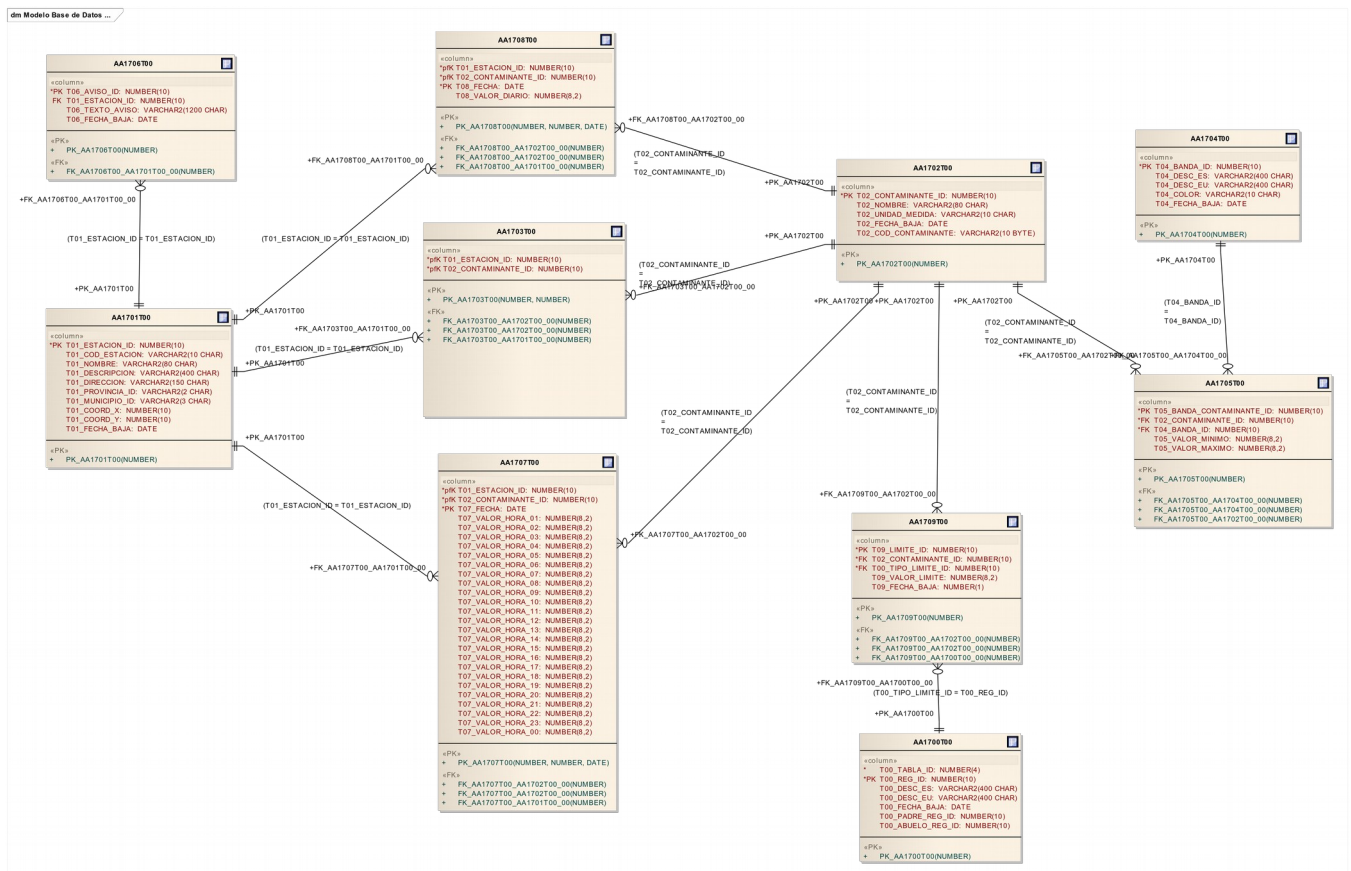 dm Modelo Base de Datos ...
AA1706T00
«column»
*PK T06_AVISO_ID: NUMBER(10)
FK T01_ESTACION_ID: NUMBER(10)
T06_TEXTO_AVISO: VARCHAR2(1200 CHAR)
T06_FECHA_BAJA: DATE
«PK»
+ PK_AA1706T00(NUMBER)
«FK»
+ FK_AA1706T00_AA1701T00_00(NUMBER)
+FK_AA1706T00_AA1701T00_00
(T01_ESTACION_ID = T01_ESTACION_ID)
+PK_AA1701T00
AA1701T00
«column»
*PK T01_ESTACION_ID: NUMBER(10)
T01_COD_ESTACION: VARCHAR2(10 CHAR)
T01_NOMBRE: VARCHAR2(80 CHAR)
T01_DESCRIPCION: VARCHAR2(400 CHAR)
T01_DIRECCION: VARCHAR2(150 CHAR)
T01_PROVINCIA_ID: VARCHAR2(2 CHAR)
T01_MUNICIPIO_ID: VARCHAR2(3 CHAR)
T01_COORD_X: NUMBER(10)
T01_COORD_Y: NUMBER(10)
T01_FECHA_BAJA: DATE
«PK»
+ PK_AA1701T00(NUMBER)
+FK_AA1708T00_AA1701T00_00
(T01_ESTACION_ID = T01_ESTACION_ID)
+PK_AA1701T00
+FK_AA1703T00_AA1701T00_00
(T01_ESTACION_ID = T01_ESTACION_ID)
+PK_AA1701T00
+PK_AA1701T00
(T01_ESTACION_ID = T01_ESTACION_ID)
+FK_AA1707T00_AA1701T00_00
AA1708T00
«column»
*pfK T01_ESTACION_ID: NUMBER(10)
*pfK T02_CONTAMINANTE_ID: NUMBER(10)
*PK T08_FECHA: DATE
T08_VALOR_DIARIO: NUMBER(8,2)
«PK»
+ PK_AA1708T00(NUMBER, NUMBER, DATE)
«FK»
+ FK_AA1708T00_AA1702T00_00(NUMBER)
+ FK_AA1708T00_AA1702T00_00(NUMBER)
+ FK_AA1708T00_AA1701T00_00(NUMBER)
AA1703T00
«column»
*pfK T01_ESTACION_ID: NUMBER(10)
*pfK T02_CONTAMINANTE_ID: NUMBER(10)
«PK»
+ PK_AA1703T00(NUMBER, NUMBER)
«FK»
+ FK_AA1703T00_AA1702T00_00(NUMBER)
+ FK_AA1703T00_AA1702T00_00(NUMBER)
+ FK_AA1703T00_AA1701T00_00(NUMBER)
AA1707T00
«column»
*pfK T01_ESTACION_ID: NUMBER(10)
*pfK T02_CONTAMINANTE_ID: NUMBER(10)
*PK T07_FECHA: DATE
T07_VALOR_HORA_01: NUMBER(8,2)
T07_VALOR_HORA_02: NUMBER(8,2)
T07_VALOR_HORA_03: NUMBER(8,2)
T07_VALOR_HORA_04: NUMBER(8,2)
T07_VALOR_HORA_05: NUMBER(8,2)
T07_VALOR_HORA_06: NUMBER(8,2)
T07_VALOR_HORA_07: NUMBER(8,2)
T07_VALOR_HORA_08: NUMBER(8,2)
T07_VALOR_HORA_09: NUMBER(8,2)
T07_VALOR_HORA_10: NUMBER(8,2)
T07_VALOR_HORA_11: NUMBER(8,2)
T07_VALOR_HORA_12: NUMBER(8,2)
T07_VALOR_HORA_13: NUMBER(8,2)
T07_VALOR_HORA_14: NUMBER(8,2)
T07_VALOR_HORA_15: NUMBER(8,2)
T07_VALOR_HORA_16: NUMBER(8,2)
T07_VALOR_HORA_17: NUMBER(8,2)
T07_VALOR_HORA_18: NUMBER(8,2)
T07_VALOR_HORA_19: NUMBER(8,2)
T07_VALOR_HORA_20: NUMBER(8,2)
T07_VALOR_HORA_21: NUMBER(8,2)
T07_VALOR_HORA_22: NUMBER(8,2)
T07_VALOR_HORA_23: NUMBER(8,2)
T07_VALOR_HORA_00: NUMBER(8,2)
«PK»
+ PK_AA1707T00(NUMBER, NUMBER, DATE)
«FK»
+ FK_AA1707T00_AA1702T00_00(NUMBER)
+ FK_AA1707T00_AA1702T00_00(NUMBER)
+ FK_AA1707T00_AA1701T00_00(NUMBER)
+FK_AA1708T00_AA1702T00_00
(T02_CONTAMINANTE_ID
=
T02_CONTAMINANTE_ID)
+PK_AA1702T00
+PK_AA1702T00
(T02_CONTAMINANTE_ID
=
T02_CONTAMINANTE_ID)
+FK_AA1703T00_AA1702T00_00
AA1702T00
«column»
*PK T02_CONTAMINANTE_ID: NUMBER(10)
T02_NOMBRE: VARCHAR2(80 CHAR)
T02_UNIDAD_MEDIDA: VARCHAR2(10 CHAR)
T02_FECHA_BAJA: DATE
T02_COD_CONTAMINANTE: VARCHAR2(10 BYTE)
«PK»
+ PK_AA1702T00(NUMBER)
+PK_AA1702T00
+PK_AA1702T00
+PK_AA1702T00
(T02_CONTAMINANTE_ID
=
T02_CONTAMINANTE_ID)
+FK_AA1707T00_AA1702T00_00
(T02_CONTAMINANTE_ID
=
T02_CONTAMINANTE_ID)
+FK_AA1709T00_AA1702T00_00
(T02_CONTAMINANTE_ID
=
T02_CONTAMINANTE_ID)
+FK_AA1705T00_AA1702T00_00
+FK_AA1705T00_AA1704T00_00
AA1704T00
«column»
*PK T04_BANDA_ID: NUMBER(10)
T04_DESC_ES: VARCHAR2(400 CHAR)
T04_DESC_EU: VARCHAR2(400 CHAR)
T04_COLOR: VARCHAR2(10 CHAR)
T04_FECHA_BAJA: DATE
«PK»
+ PK_AA1704T00(NUMBER)
+PK_AA1704T00
(T04_BANDA_ID
=
T04_BANDA_ID)
AA1705T00
«column»
*PK T05_BANDA_CONTAMINANTE_ID: NUMBER(10)
*FK T02_CONTAMINANTE_ID: NUMBER(10)
*FK T04_BANDA_ID: NUMBER(10)
T05_VALOR_MINIMO: NUMBER(8,2)
T05_VALOR_MAXIMO: NUMBER(8,2)
«PK»
+ PK_AA1705T00(NUMBER)
«FK»
+ FK_AA1705T00_AA1704T00_00(NUMBER)
+ FK_AA1705T00_AA1704T00_00(NUMBER)
+ FK_AA1705T00_AA1702T00_00(NUMBER)
AA1709T00
«column»
*PK T09_LIMITE_ID: NUMBER(10)
*FK T02_CONTAMINANTE_ID: NUMBER(10)
*FK T00_TIPO_LIMITE_ID: NUMBER(10)
T09_VALOR_LIMITE: NUMBER(8,2)
T09_FECHA_BAJA: NUMBER(1)
«PK»
+ PK_AA1709T00(NUMBER)
«FK»
+ FK_AA1709T00_AA1702T00_00(NUMBER)
+ FK_AA1709T00_AA1702T00_00(NUMBER)
+ FK_AA1709T00_AA1700T00_00(NUMBER)
+FK_AA1709T00_AA1700T00_00
(T00_TIPO_LIMITE_ID = T00_REG_ID)
+PK_AA1700T00
AA1700T00
«column»
* T00_TABLA_ID: NUMBER(4)
*PK T00_REG_ID: NUMBER(10)
T00_DESC_ES: VARCHAR2(400 CHAR)
T00_DESC_EU: VARCHAR2(400 CHAR)
T00_FECHA_BAJA: DATE
T00_PADRE_REG_ID: NUMBER(10)
T00_ABUELO_REG_ID: NUMBER(10)
«PK»
+ PK_AA1700T00(NUMBER)